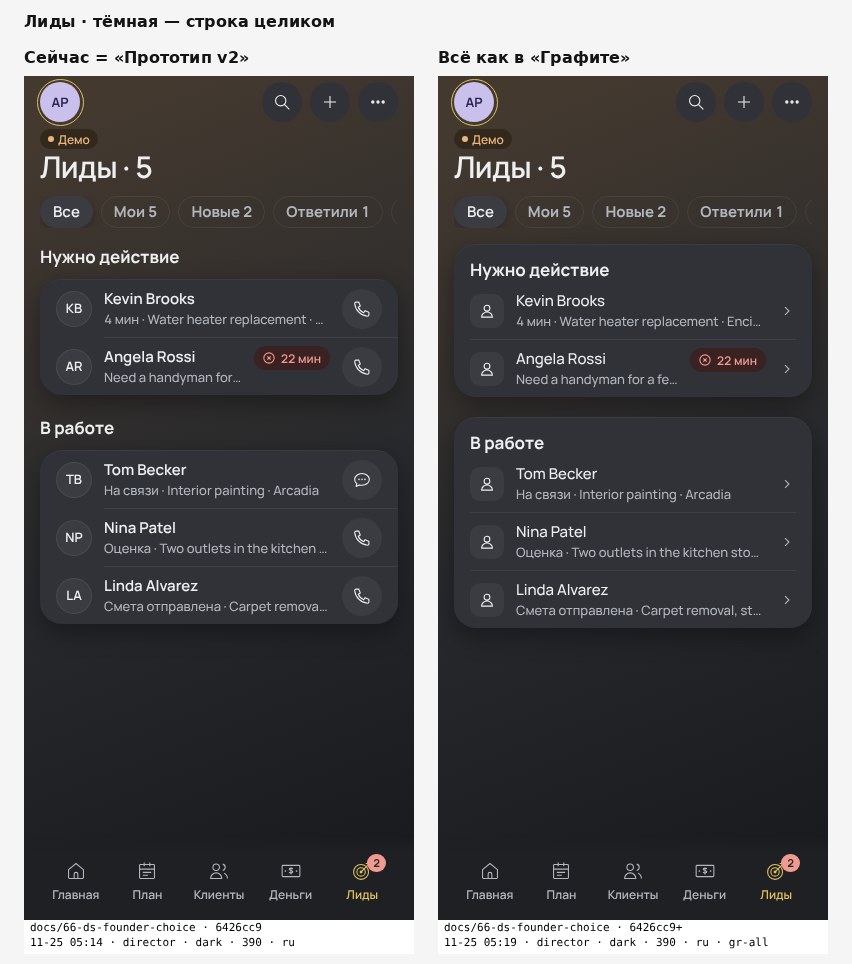 Лиды · тёмная — строка целиком
Сейчас = «Прототип v2»
AP
Демо
Лиды · 5
Все
Мои 5
Новые 2
Ответили 1
Нужно действие
KB
Kevin Brooks
4 мин · Water heater replacement · ...
AR
Angela Rossi
22 мин
Need a handyman for...
В работе
TB
Tom Becker
На связи · Interior painting · Arcadia
NP
Nina Patel
Оценка · Two outlets in the kitchen ...
LA
Linda Alvarez
Смета отправлена · Carpet remova...
Главная
План
Клиенты
$
Деньги
2
Лиды
docs/66-ds-founder-choice · 6426cc9
11-25 05:14 · director · dark · 390 · ru
Всё как в «Графите»
AP
Демо
Лиды · 5
Все
Мои 5
Новые 2
Ответили 1
Нужно действие
Kevin Brooks
4 мин · Water heater replacement · Enci...
Angela Rossi
22 мин
Need a handyman for a fe...
В работе
Tom Becker
На связи · Interior painting · Arcadia
Nina Patel
Оценка · Two outlets in the kitchen sto...
Linda Alvarez
Смета отправлена · Carpet removal, st...
Главная
План
Клиенты
$
Деньги
2
Лиды
docs/66-ds-founder-choice · 6426cc9+
11-25 05:19 · director · dark · 390 · ru · gr-all